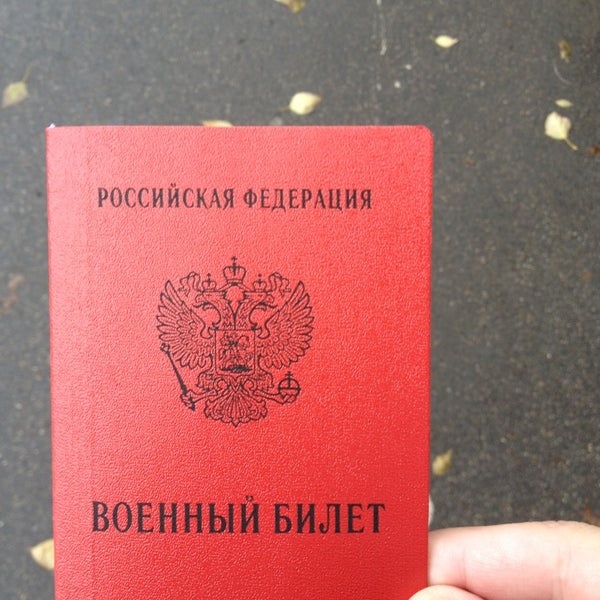 РОССИЙСКАЯ ФЕДЕРАЦИЯ
ВОЕННЫЙ БИЛЕТ